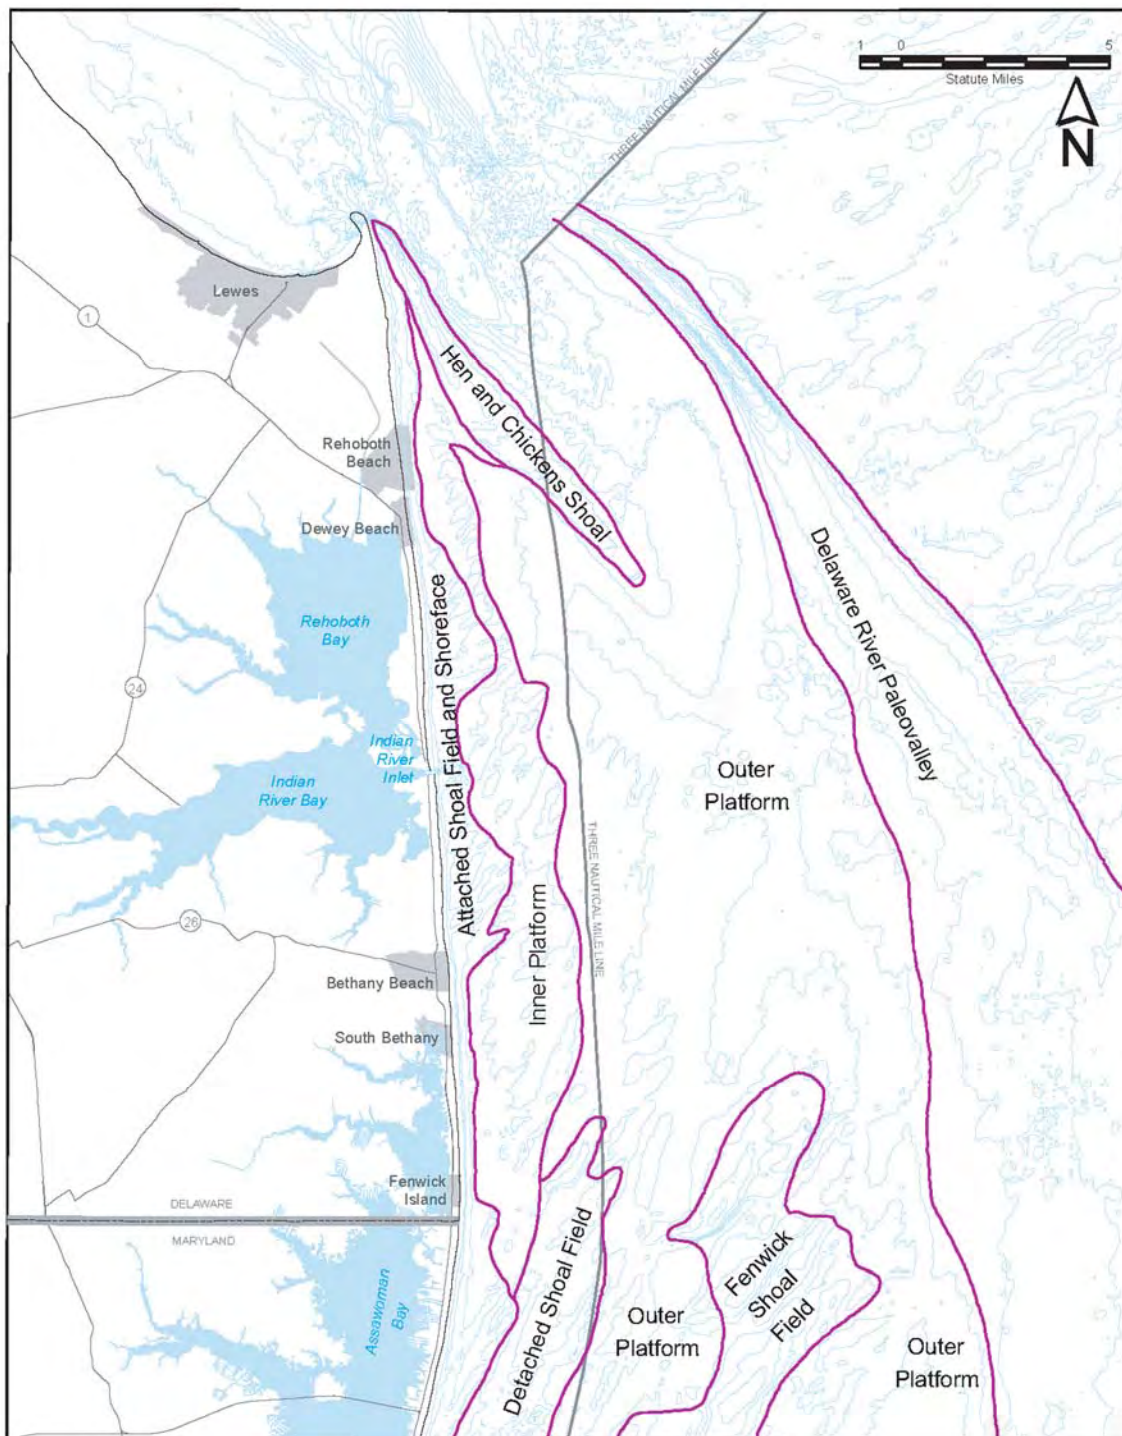 1 0 5
Statute Miles
N
THREE NAUTICAL MILE LINE
Lewes
1
Hen and Chickens Shoal
Rehoboth
Beach
Dewey Beach
Rehoboth
Bay
Attached Shoal Field and Shoreface
Delaware River Paleovalley
24
Indian
River
Inlet
Indian
River Bay
Outer
Platform
THREE NAUTICAL MILE LINE
26
Inner Platform
Bethany Beach
South Bethany
Fenwick
Island
DELAWARE
MARYLAND
Assawoman
Bay
Detached Shoal Field
Fenwick
Shoal
Field
Outer
Platform
Outer
Platform